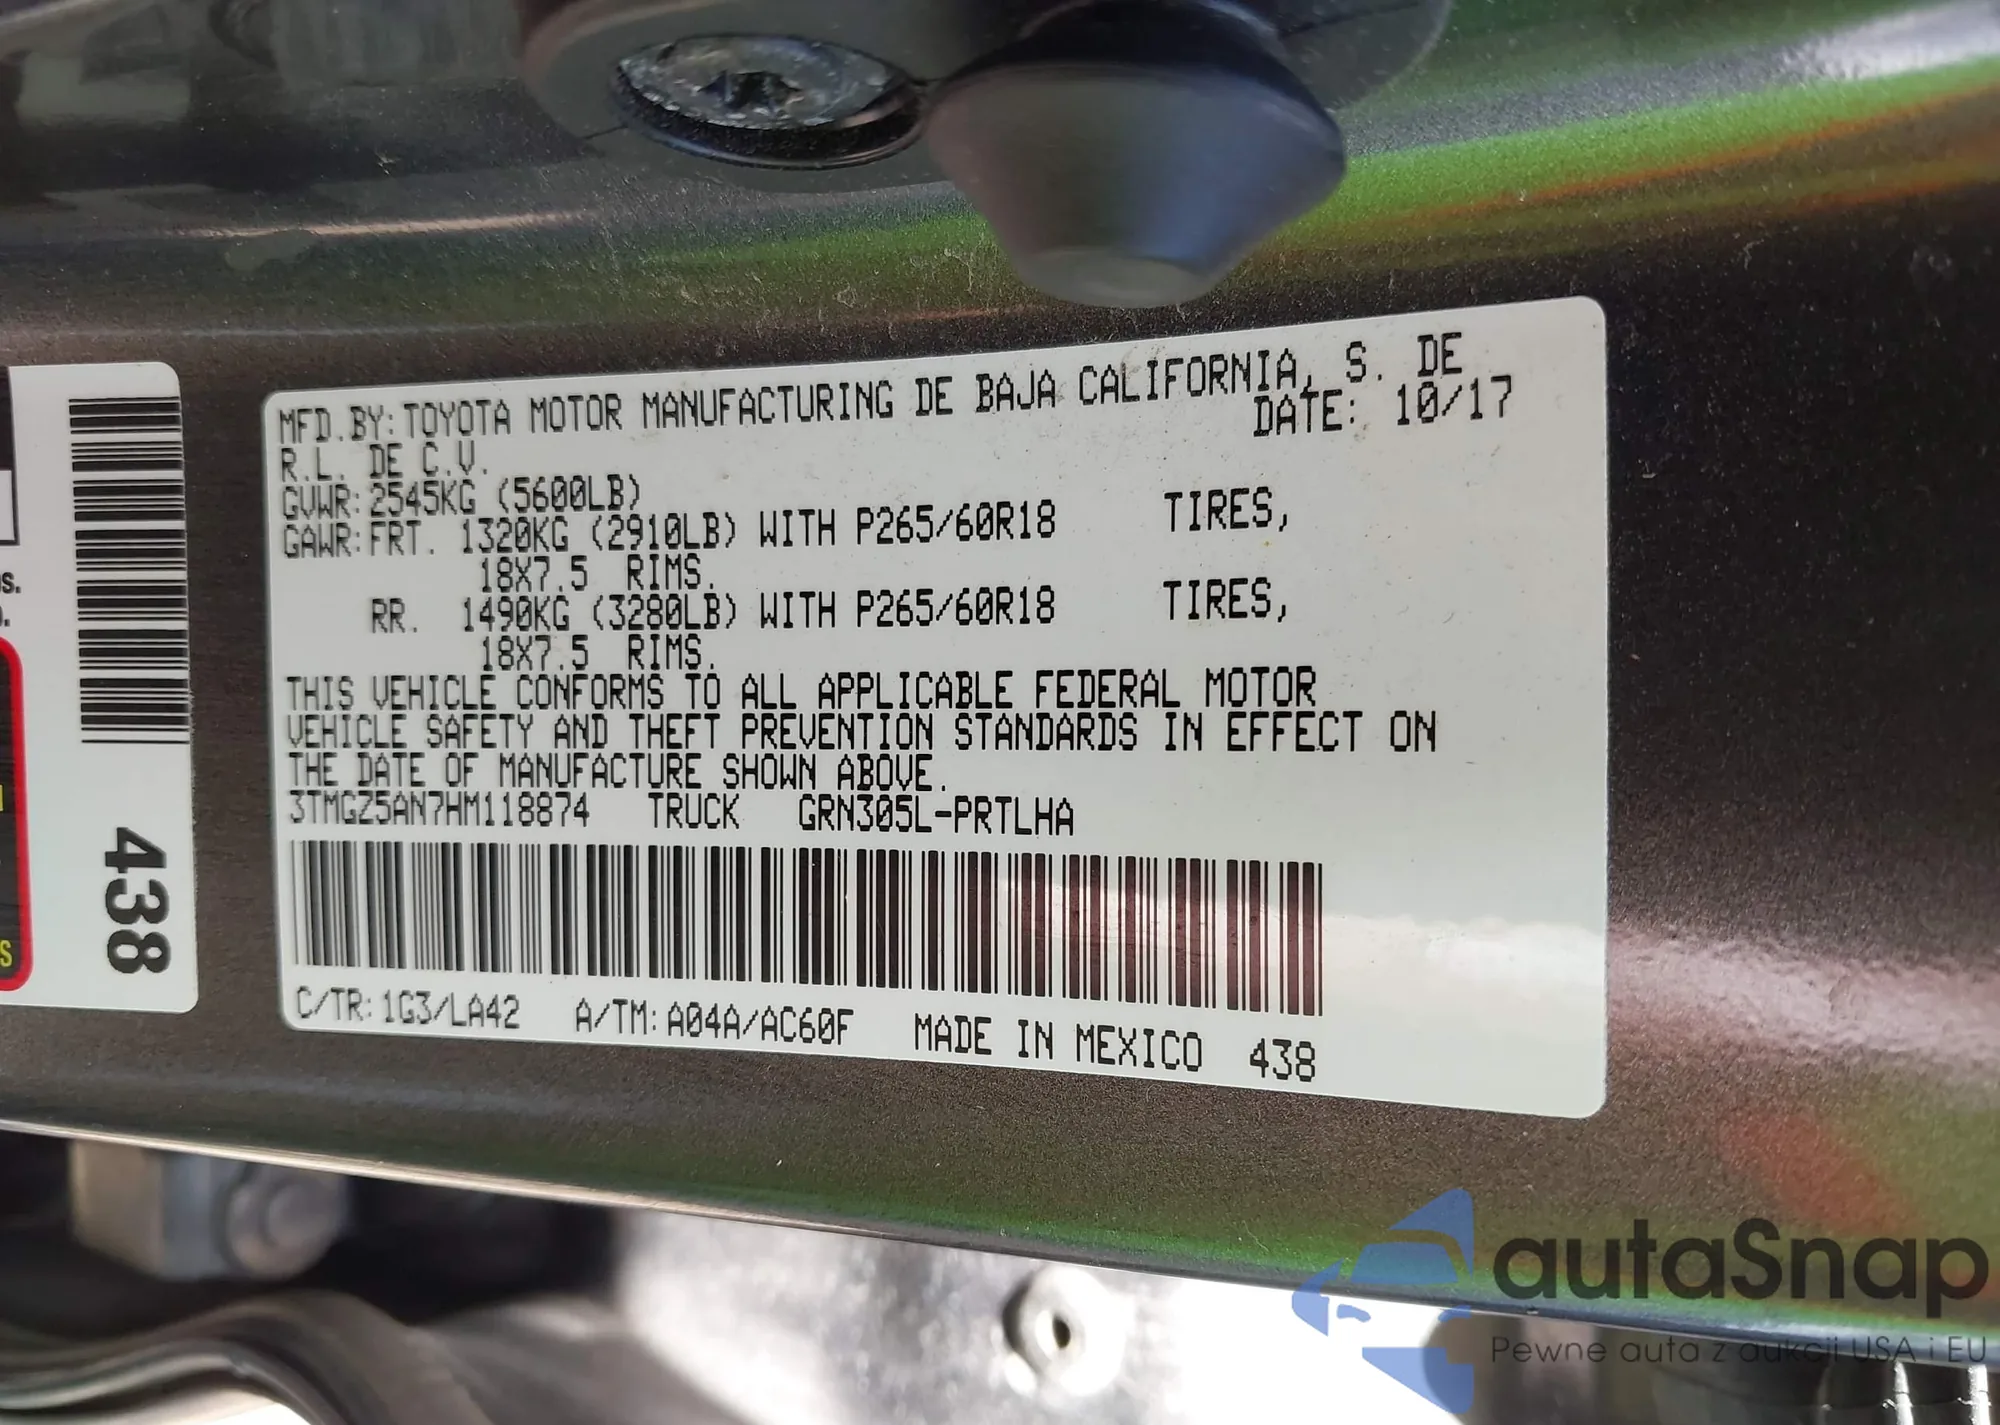 MFD.BY: TOYOTA MOTOR MANUFACTURING DE BAJA CALIFORNIA, S. DE
R.L. DE C.V. DATE: 10/17
GVWR: 2545KG (5600LB)
GAWR: FRT. 1320KG (2910LB) WITH P265/60R18 TIRES,
18X7.5 RIMS.
RR. 1490KG (3280LB) WITH P265/60R18 TIRES,
18X7.5 RIMS.
THIS VEHICLE CONFORMS TO ALL APPLICABLE FEDERAL MOTOR
VEHICLE SAFETY AND THEFT PREVENTION STANDARDS IN EFFECT ON
THE DATE OF MANUFACTURE SHOWN ABOVE.
3TMGZ5AN7HM118874 TRUCK GRN305L-PRTLHA
C/TR: 1G3/LA42 A/TM: A04A/AC60F MADE IN MEXICO 438
438
autaSnap
Pewne auta z aukcji USA i EU